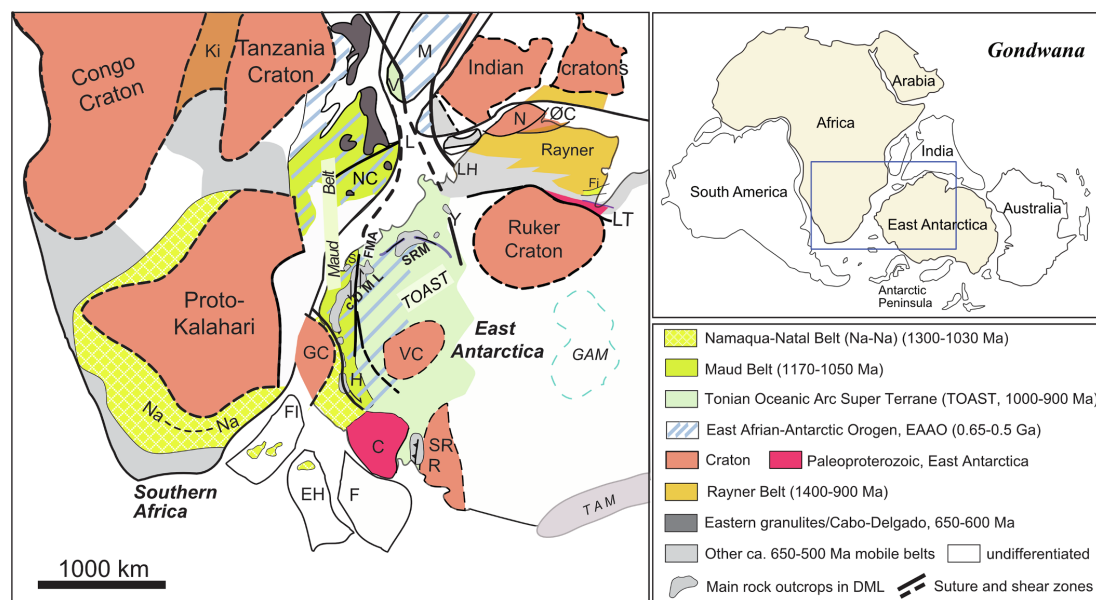 Congo
Craton
Ki
Tanzania
Craton
M
Indian
cratons
V
N
ØC
L
LH
Rayner
Fi
LT
NC
Belt
Maud
Y
Ruker
Craton
FMA
SRM
S
c D M L
TOAST
Proto-
Kalahari
GC
VC
H
East
Antarctica
GAM
Na
Na
FI
C
SR
R
EH
F
TAM
Southern
Africa
1000 km
Gondwana
Arabia
Africa
India
South America
East Antarctica
Australia
Antarctic
Peninsula
Namaqua-Natal Belt (Na-Na) (1300-1030 Ma)
Maud Belt (1170-1050 Ma)
Tonian Oceanic Arc Super Terrane (TOAST, 1000-900 Ma)
East Afrian-Antarctic Orogen, EAAO (0.65-0.5 Ga)
Craton
Paleoproterozoic, East Antarctica
Rayner Belt (1400-900 Ma)
Eastern granulites/Cabo-Delgado, 650-600 Ma
Other ca. 650-500 Ma mobile belts
undifferentiated
Main rock outcrops in DML
Suture and shear zones